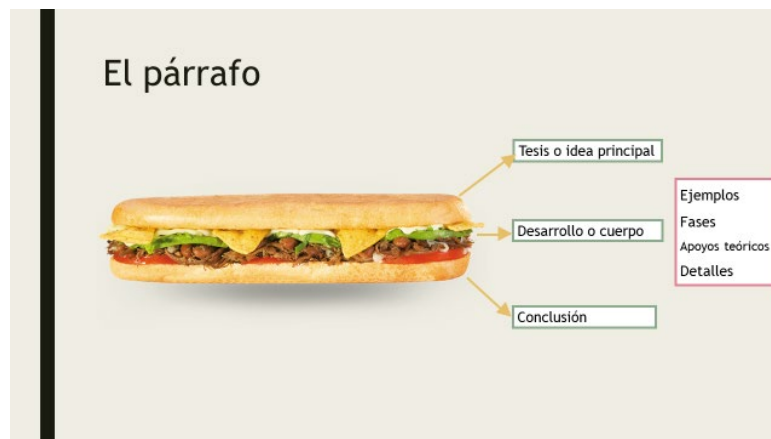 El párrafo
Tesis o idea principal
Desarrollo o cuerpo
Ejemplos
Fases
Apoyos teóricos
Detalles
Conclusión